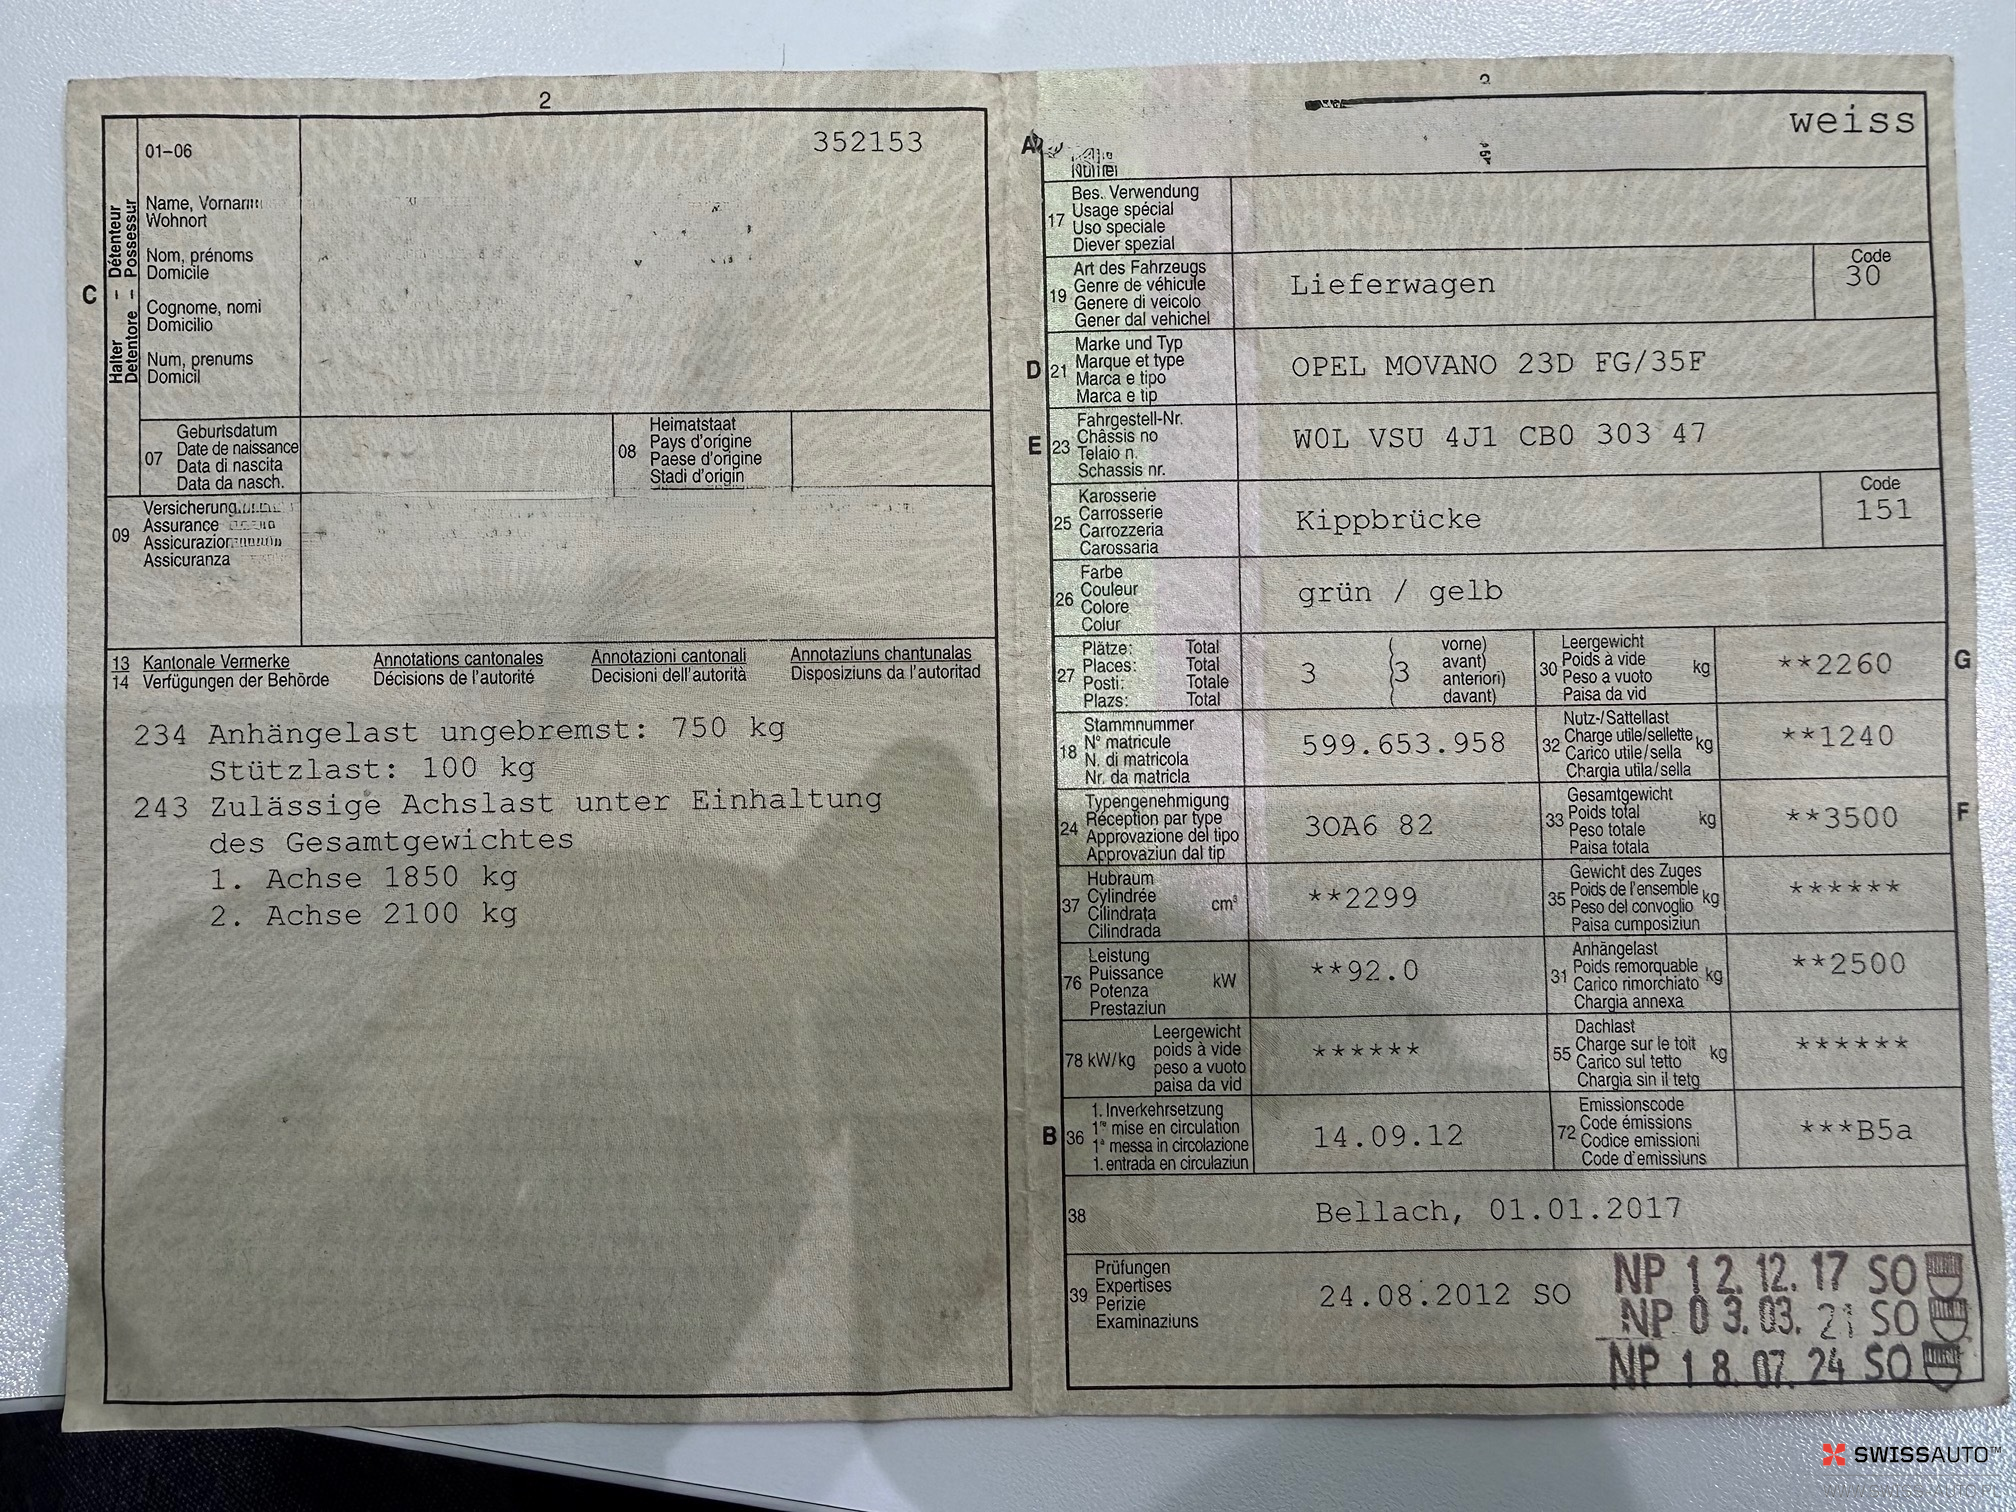 2
352153
01–06
Name, Vorname
Wohnort
Nom, prénoms
Domicile
Cognome, nomi
Domicilio
Num, prenums
Domicil
C
Halter – Détenteur
Detentore – Possessur
07
Geburtsdatum
Date de naissance
Data di nascita
Data da nasch.
08
Heimatstaat
Pays d'origine
Paese d'origine
Stadi d'origin
09
Versicherung
Assurance
Assicurazione
Assicuranza
13 Kantonale Vermerke Annotations cantonales Annotazioni cantonali Annotaziuns chantunalas
14 Verfügungen der Behörde Décisions de l'autorité Decisioni dell'autorità Disposiziuns da l'autoritad
234 Anhängelast ungebremst: 750 kg
Stützlast: 100 kg
243 Zulässige Achslast unter Einhaltung
des Gesamtgewichtes
1. Achse 1850 kg
2. Achse 2100 kg
A
weiss
17
Bes. Verwendung
Usage spécial
Uso speciale
Diever spezial
19
Art des Fahrzeugs
Genre de véhicule
Genere di veicolo
Gener dal vehichel
Lieferwagen
Code
30
D
21
Marke und Typ
Marque et type
Marca e tipo
Marca e tip
OPEL MOVANO 23D FG/35F
E
23
Fahrgestell-Nr.
Châssis no
Telaio n.
Schassis nr.
W0L VSU 4J1 CB0 303 47
25
Karosserie
Carrosserie
Carrozzeria
Carossaria
Kippbrücke
Code
151
26
Farbe
Couleur
Colore
Colur
grün / gelb
27
Plätze: Total
Places: Total
Posti: Totale
Plazs: Total
3
(3
vorne)
avant)
anteriori)
davant)
30
Leergewicht
Poids à vide
Peso a vuoto
Paisa da vid
kg
**2260
G
18
Stammnummer
N° matricule
N. di matricola
Nr. da matricla
599.653.958
32
Nutz-/Sattellast
Charge utile/sellette
Carico utile/sella
Chargia utila/sella
kg
**1240
24
Typengenehmigung
Réception par type
Approvazione del tipo
Approvaziun dal tip
3OA6 82
33
Gesamtgewicht
Poids total
Peso totale
Paisa totala
kg
**3500
F
37
Hubraum
Cylindrée
Cilindrata
Cilindrada
cm³
**2299
35
Gewicht des Zuges
Poids de l'ensemble
Peso del convoglio
Paisa cumposiziun
kg
******
76
Leistung
Puissance
Potenza
Prestaziun
kW
**92.0
31
Anhängelast
Poids remorquable
Carico rimorchiato
Chargia annexa
kg
**2500
78 kW/kg
Leergewicht
poids à vide
peso a vuoto
paisa da vid
******
55
Dachlast
Charge sur le toit
Carico sul tetto
Chargia sin il tetg
kg
******
B
36
1. Inverkehrsetzung
1re mise en circulation
1a messa in circolazione
1. entrada en circulaziun
14.09.12
72
Emissionscode
Code émissions
Codice emissioni
Code d'emissiuns
***B5a
38
Bellach, 01.01.2017
39
Prüfungen
Expertises
Perizie
Examinaziuns
24.08.2012 SO
NP 12.12.17 SO
NP 03.03.21 SO
NP 18.07.24 SO
SWISSAUTO™